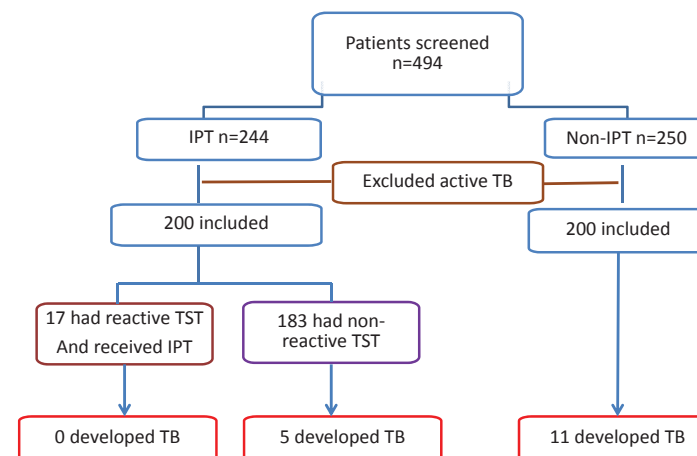 Patients screened
n=494
IPT n=244
Non-IPT n=250
Excluded active TB
200 included
200 included
17 had reactive TST
And received IPT
183 had non-
reactive TST
0 developed TB
5 developed TB
11 developed TB